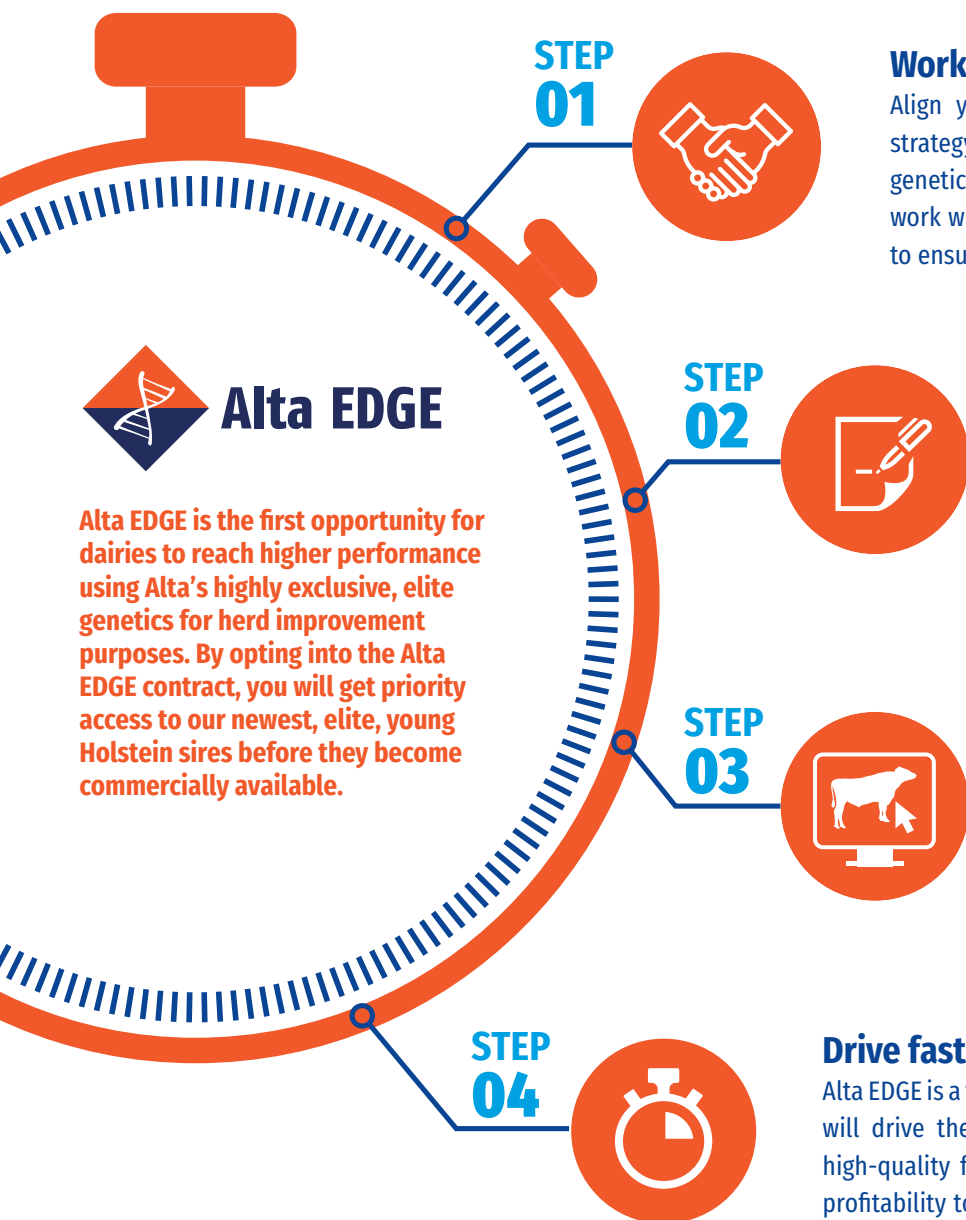 STEP
01
Work
Align
strategy
genetic
work
to
STEP
02
Alta EDGE
Alta EDGE is the first opportunity for
dairies to reach higher performance
using Alta's highly exclusive, elite
genetics for herd improvement
purposes. By opting into the Alta
EDGE contract, you will get priority
access to our newest, elite, young
Holstein sires before they become
commercially available.
STEP
03
STEP
04
Drive fast
Alta EDGE is a
will drive the
high-quality
profitability